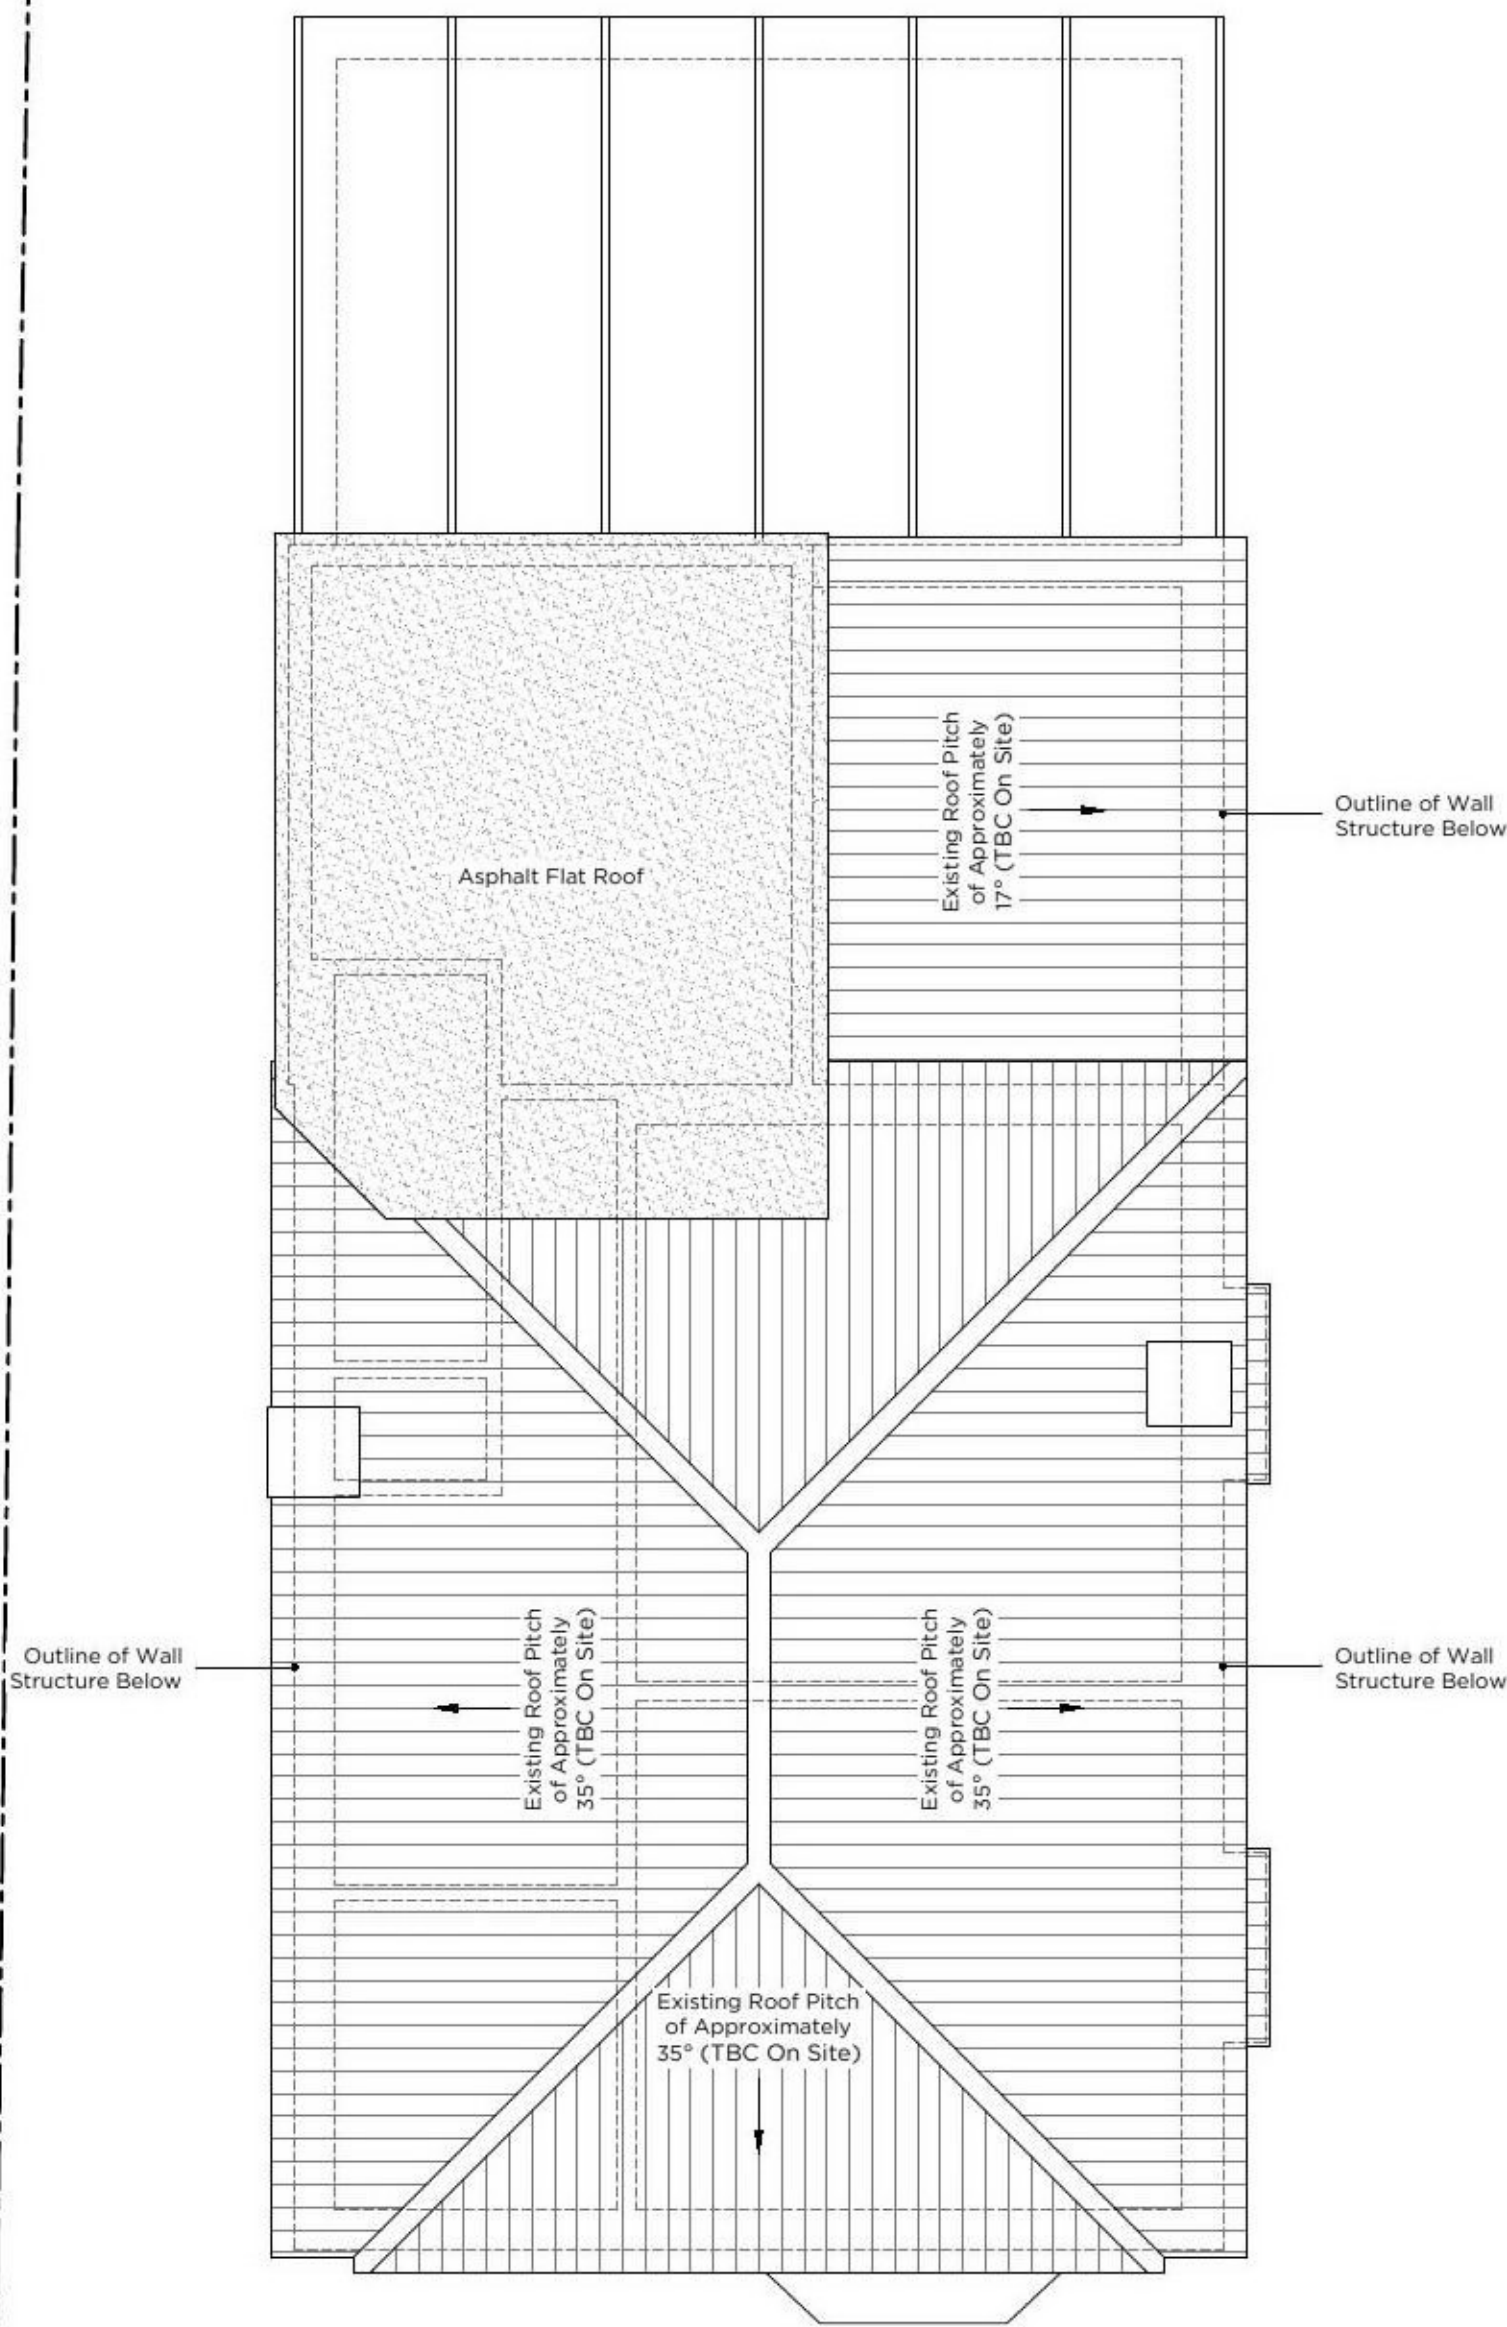 Existing Roof Pitch
of Approximately
17° (TBC On Site)
Outline of Wall
Structure Below
Asphalt Flat Roof
Outline of Wall
Structure Below
Existing Roof Pitch
of Approximately
35° (TBC On Site)
Existing Roof Pitch
of Approximately
35° (TBC On Site)
Outline of Wall
Structure Below
Existing Roof Pitch
of Approximately
35° (TBC On Site)